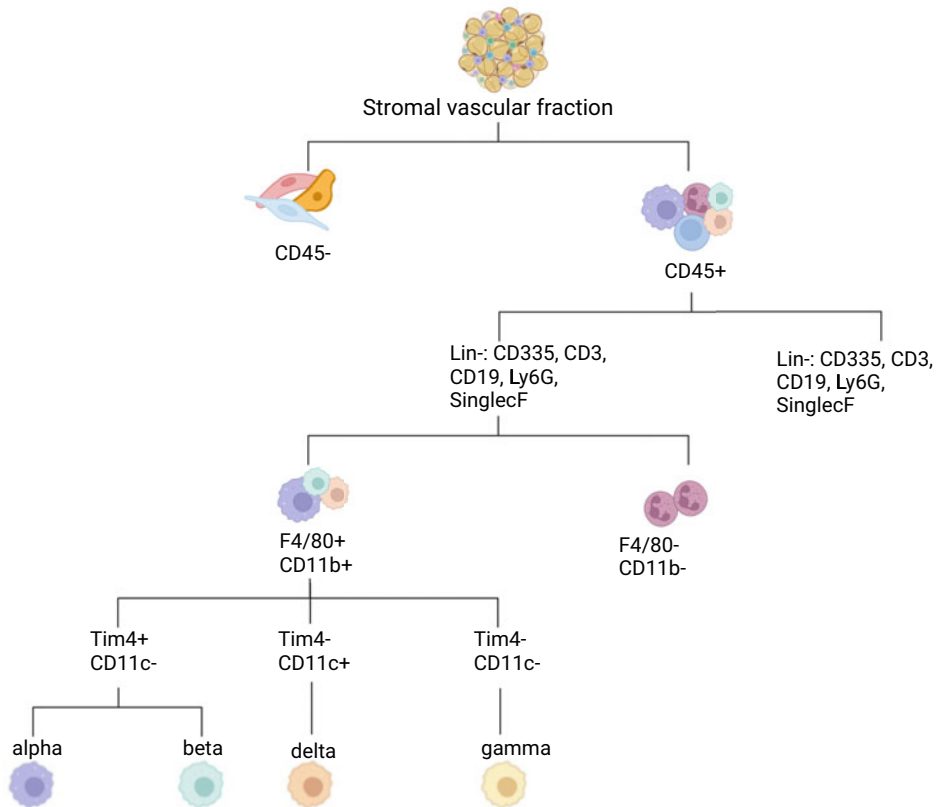 Stromal vascular fraction
CD45-
CD45+
Lin-: CD335, CD3,
CD19, Ly6G,
SinglecF
Lin-: CD335, CD3,
CD19, Ly6G,
SinglecF
F4/80+
CD11b+
F4/80-
CD11b-
Tim4+
CD11c-
Tim4-
CD11c+
Tim4-
CD11c-
alpha
beta
delta
gamma